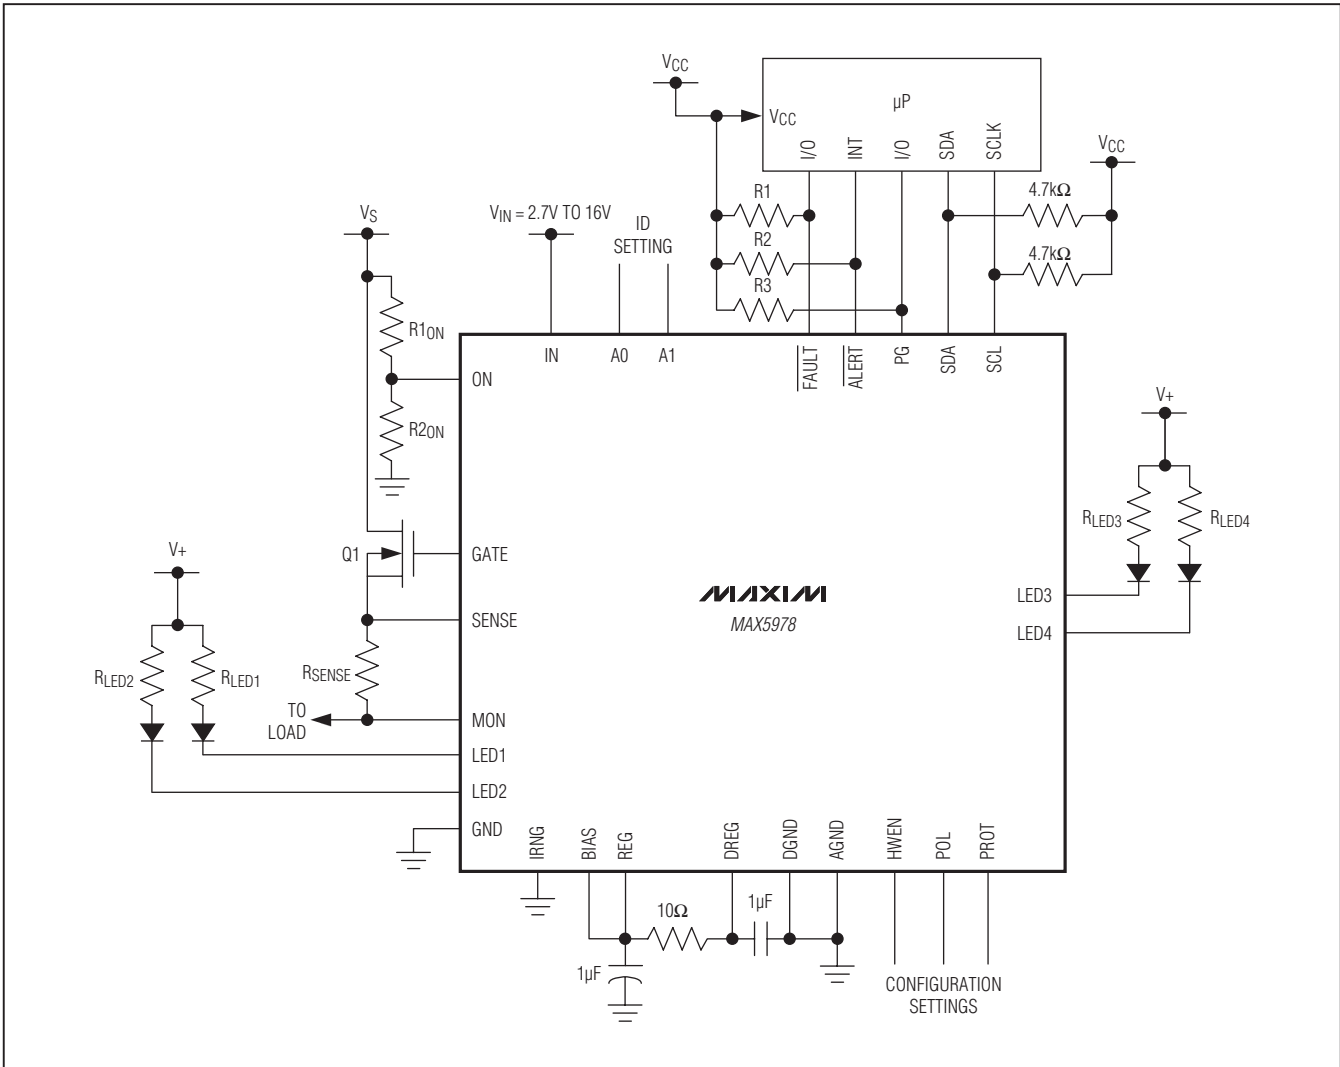 VCC
µP
VCC
I/O
INT
I/O
SDA
SCLK
VCC
R1
4.7kΩ
R2
4.7kΩ
R3
VS
VIN = 2.7V TO 16V
ID
SETTING
R1ON
IN
A0
A1
FAULT
ALERT
PG
SDA
SCL
ON
R2ON
V+
RLED3
RLED4
Q1
GATE
V+
MAXIM
MAX5978
LED3
SENSE
LED4
RLED2
RLED1
RSENSE
TO
LOAD
MON
LED1
LED2
GND
IRNG
BIAS
REG
DREG
DGND
AGND
HWEN
POL
PROT
10Ω
1µF
1µF
CONFIGURATION
SETTINGS